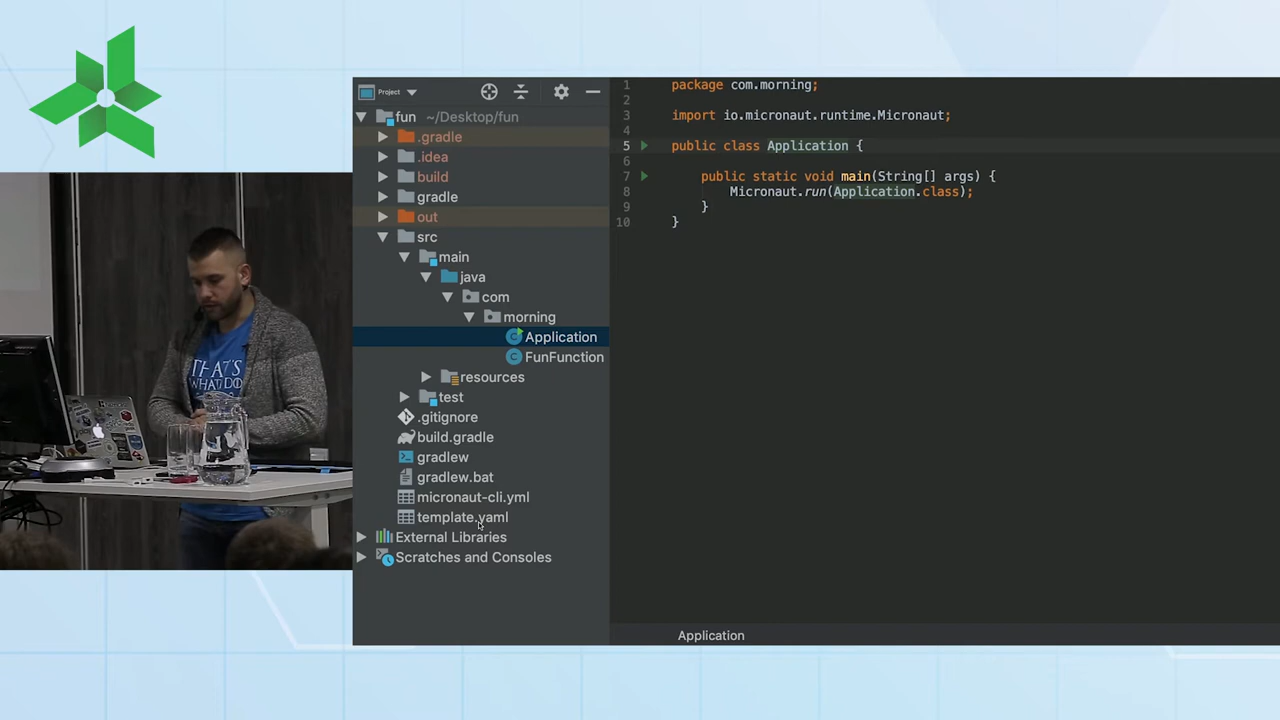 THAT'S
WHAT I DO
Project
fun ~/Desktop/fun
.gradle
.idea
build
gradle
out
src
main
java
com
morning
Application
FunFunction
resources
test
.gitignore
build.gradle
gradlew
gradlew.bat
micronaut-cli.yml
template.yaml
External Libraries
Scratches and Consoles
1 package com.morning;
2
3 import io.micronaut.runtime.Micronaut;
4
5 public class Application {
6
7 public static void main(String[] args) {
8 Micronaut.run(Application.class);
9 }
10 }
Application